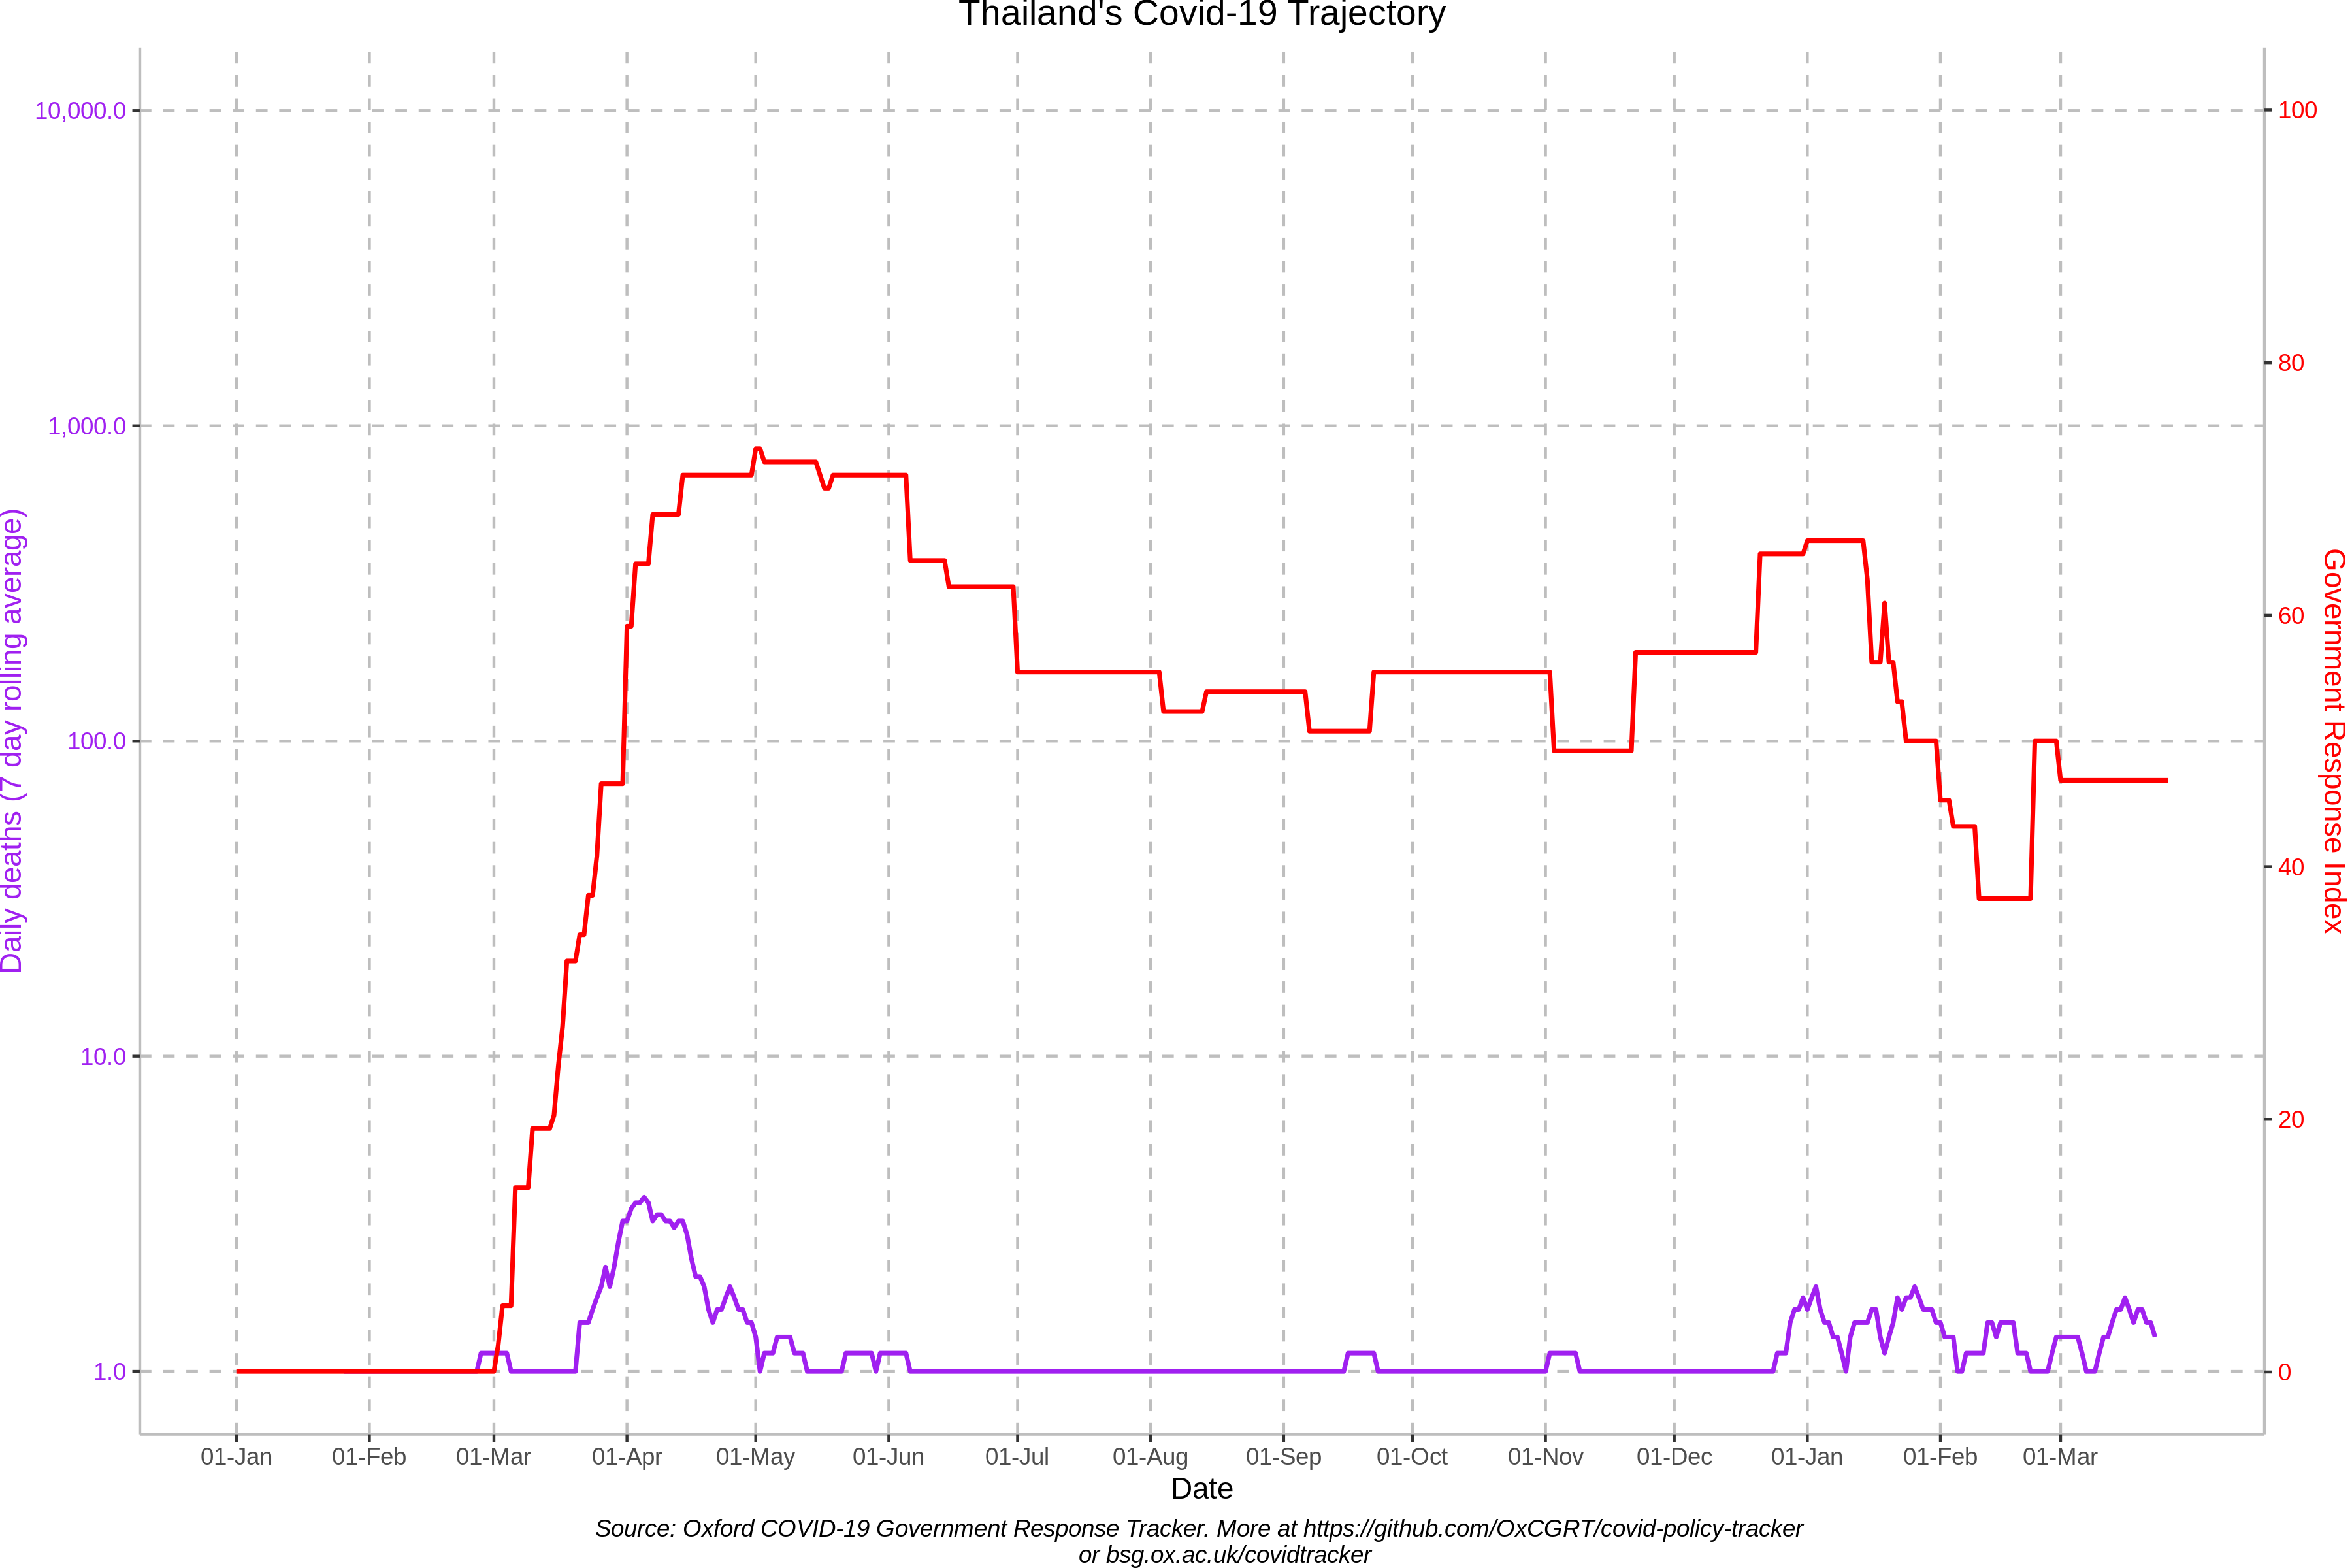 Thailand's Covid-19 Trajectory
10,000.0
1,000.0
100.0
10.0
1.0
Daily deaths (7 day rolling average)
100
80
60
40
20
0
Government Response Index
01-Jan 01-Feb 01-Mar 01-Apr 01-May 01-Jun 01-Jul 01-Aug 01-Sep 01-Oct 01-Nov 01-Dec 01-Jan 01-Feb 01-Mar
Date
Source: Oxford COVID-19 Government Response Tracker. More at https://github.com/OxCGRT/covid-policy-tracker
or bsg.ox.ac.uk/covidtracker